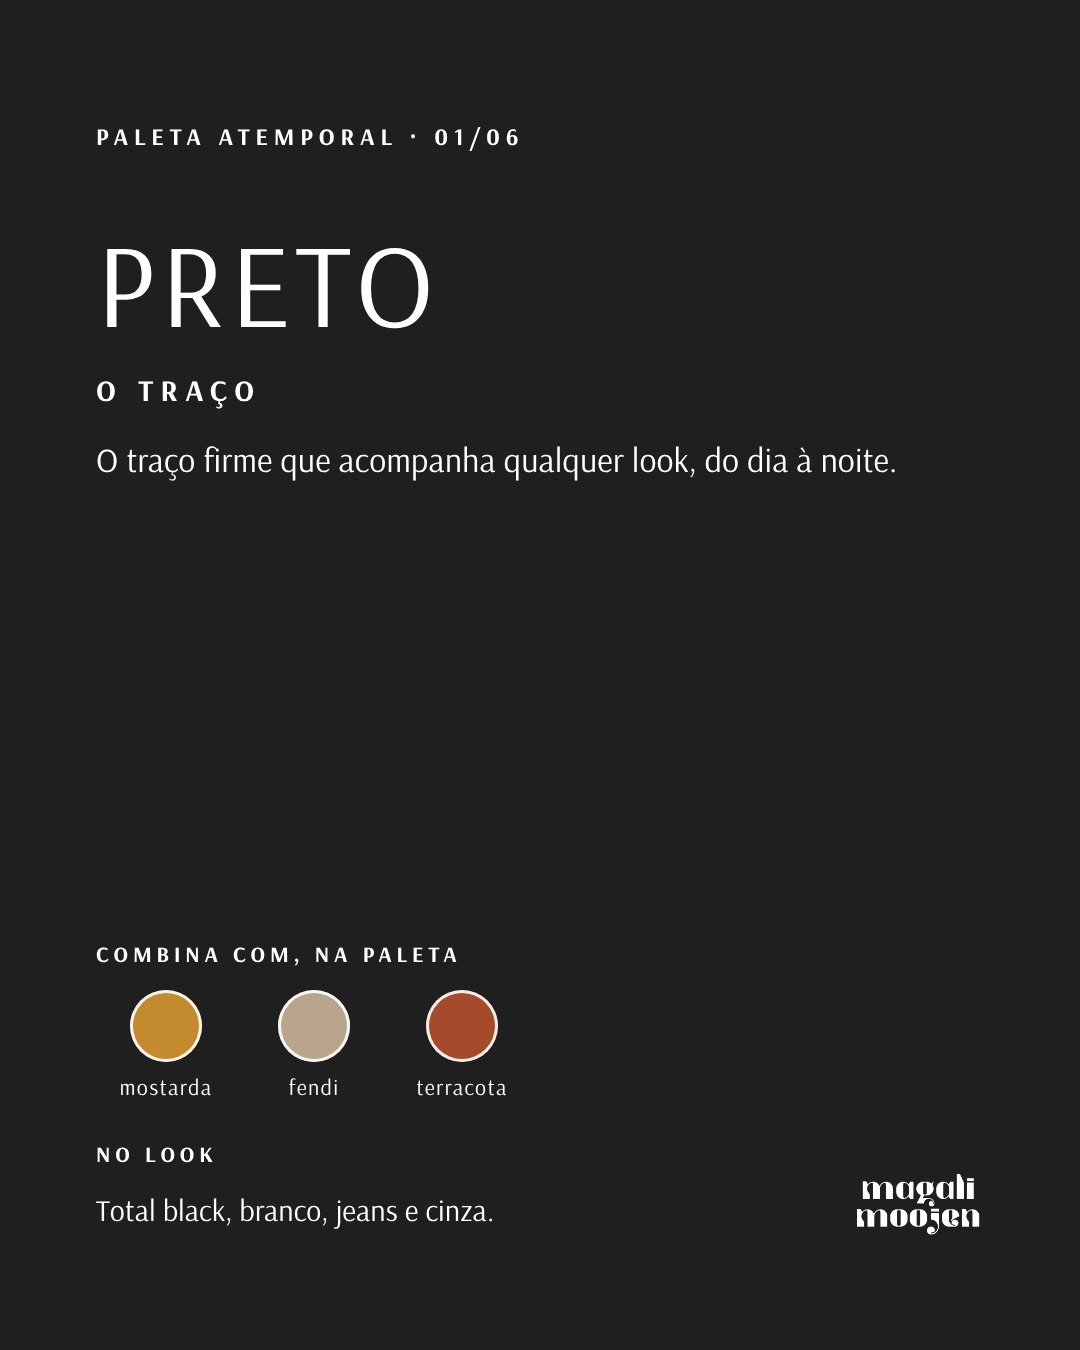 PALETA ATEMPORAL · 01/06
PRETO
O TRAÇO
O traço firme que acompanha qualquer look, do dia à noite.
COMBINA COM, NA PALETA
mostarda fendi terracota
NO LOOK
Total black, branco, jeans e cinza.
magali
moojen